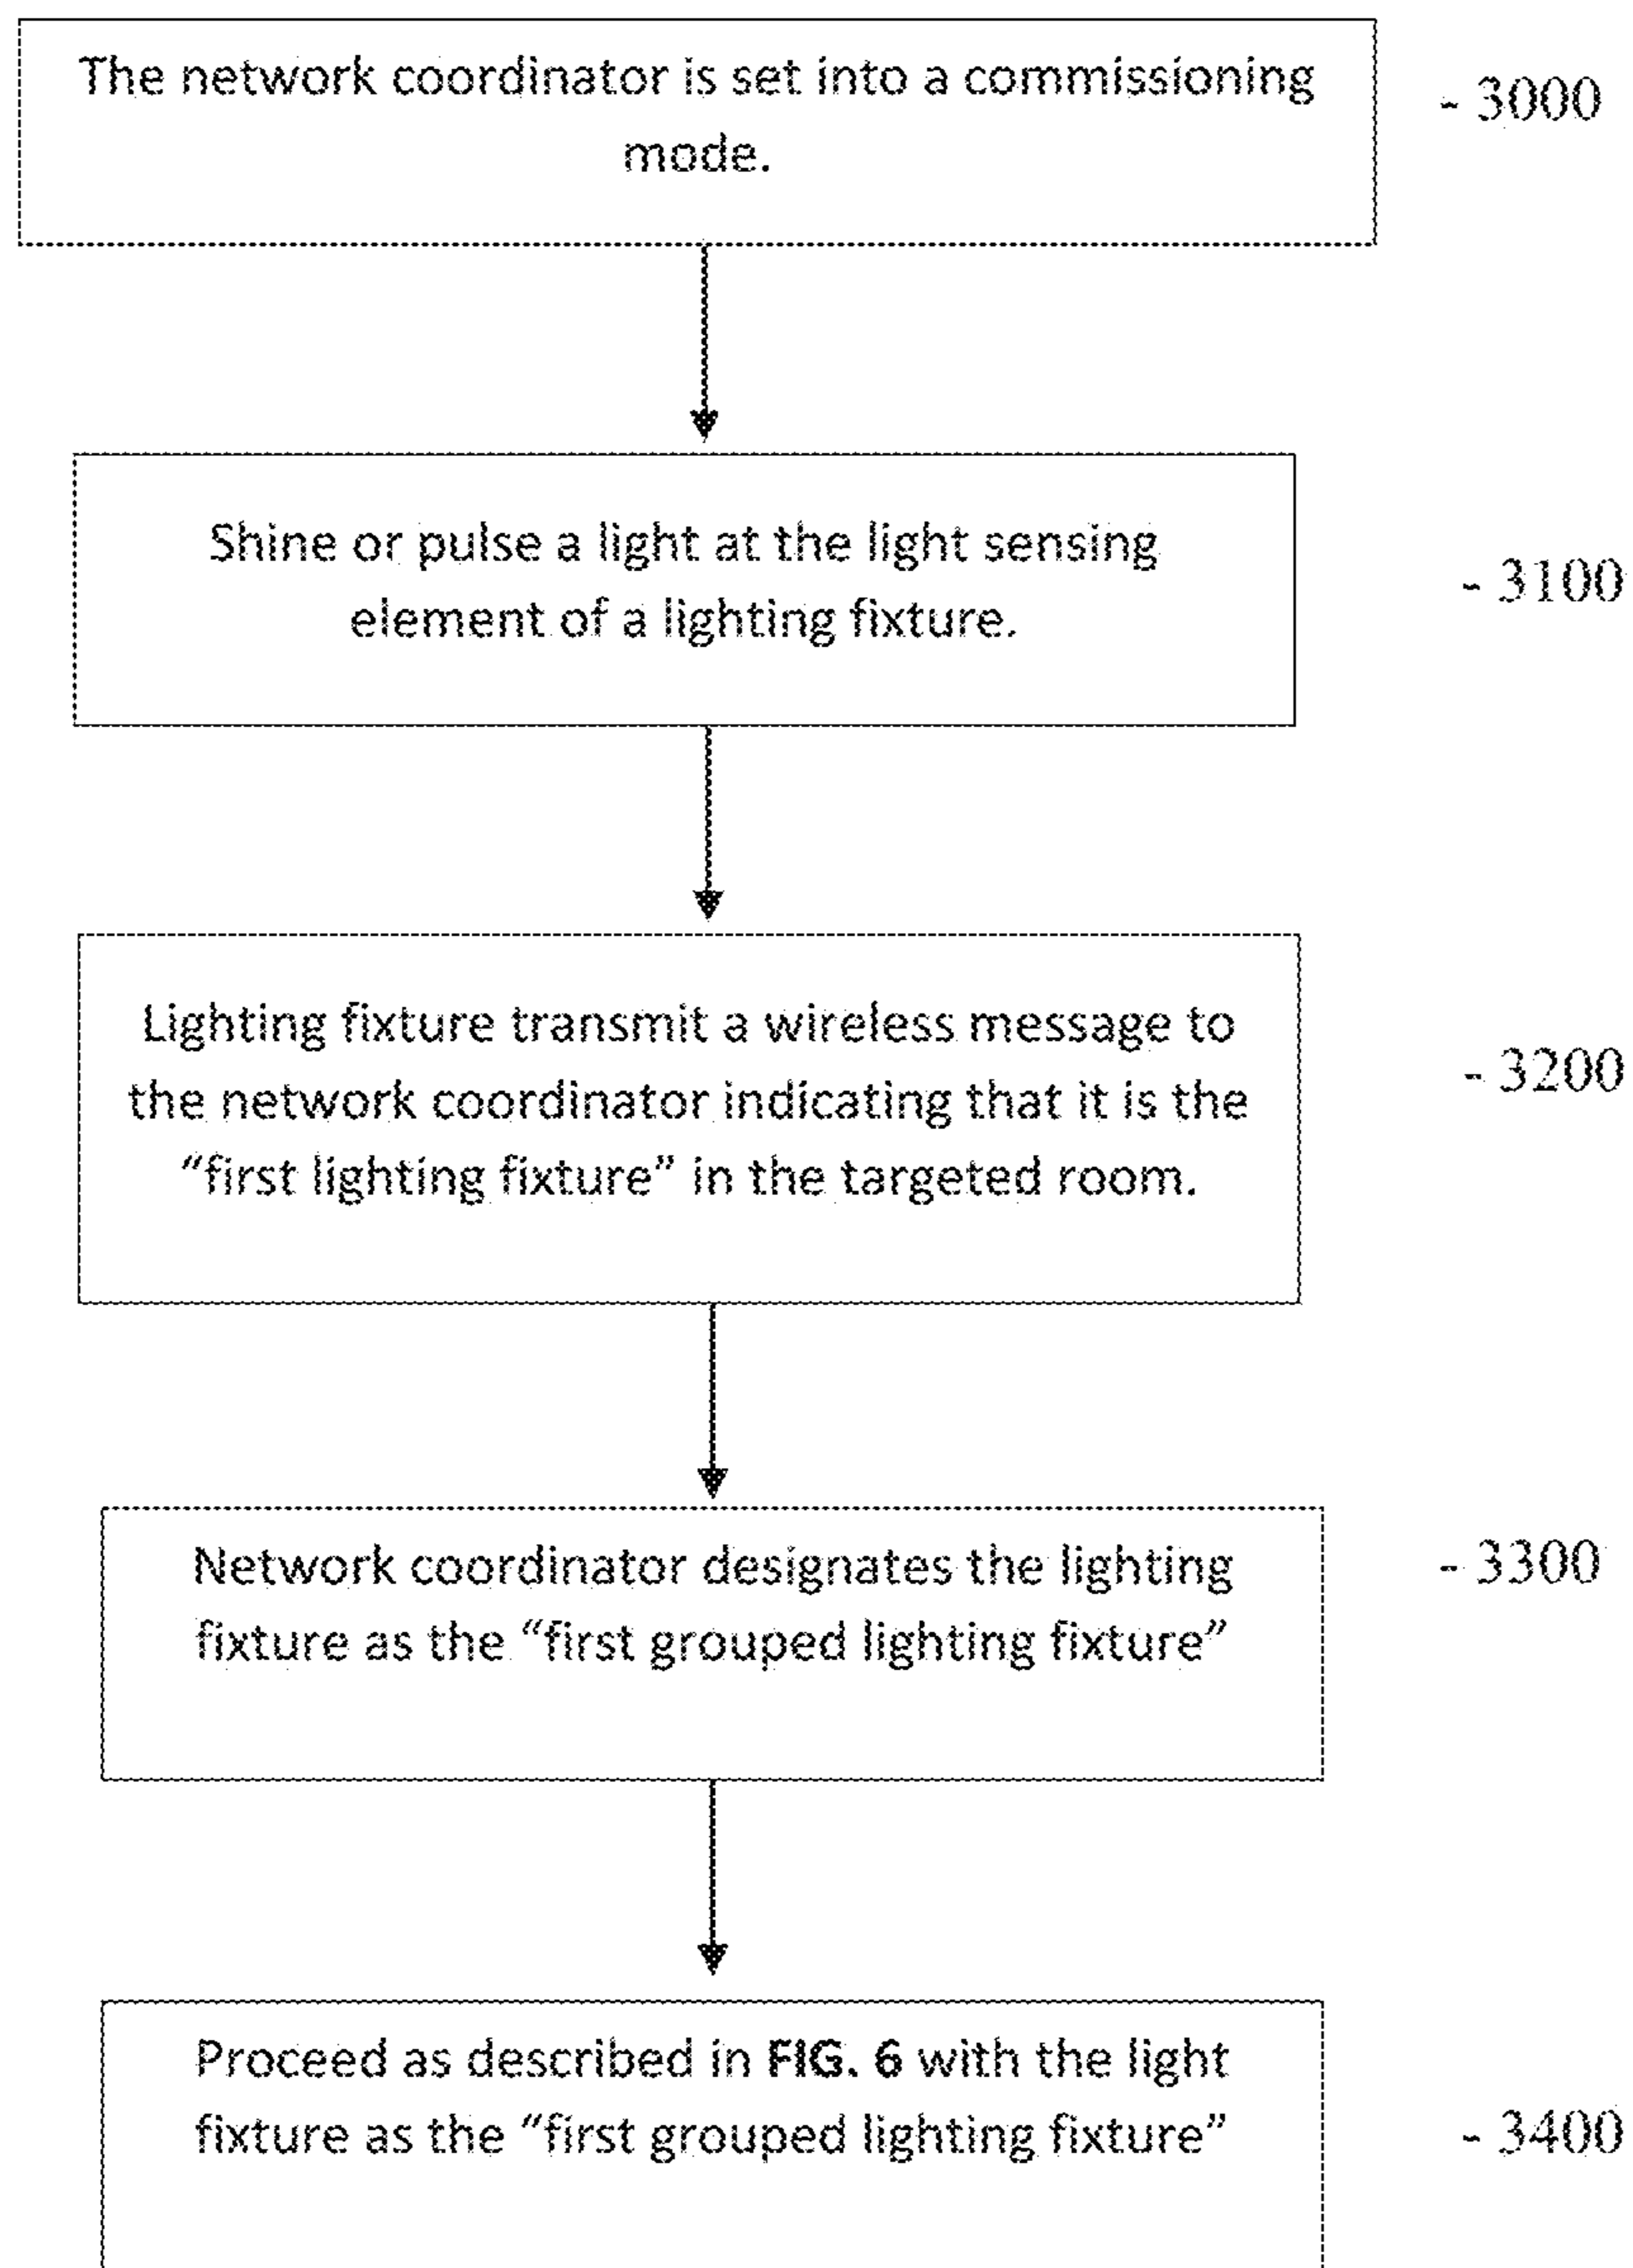 The network coordinator is set into a commissioning
mode.
- 3000
Shine or pulse a light at the light sensing
element of a lighting fixture.
- 3100
Lighting fixture transmit a wireless message to
the network coordinator indicating that it is the
“first lighting fixture” in the targeted room.
- 3200
Network coordinator designates the lighting
fixture as the “first grouped lighting fixture”
- 3300
Proceed as described in FIG. 6 with the light
fixture as the “first grouped lighting fixture”
- 3400